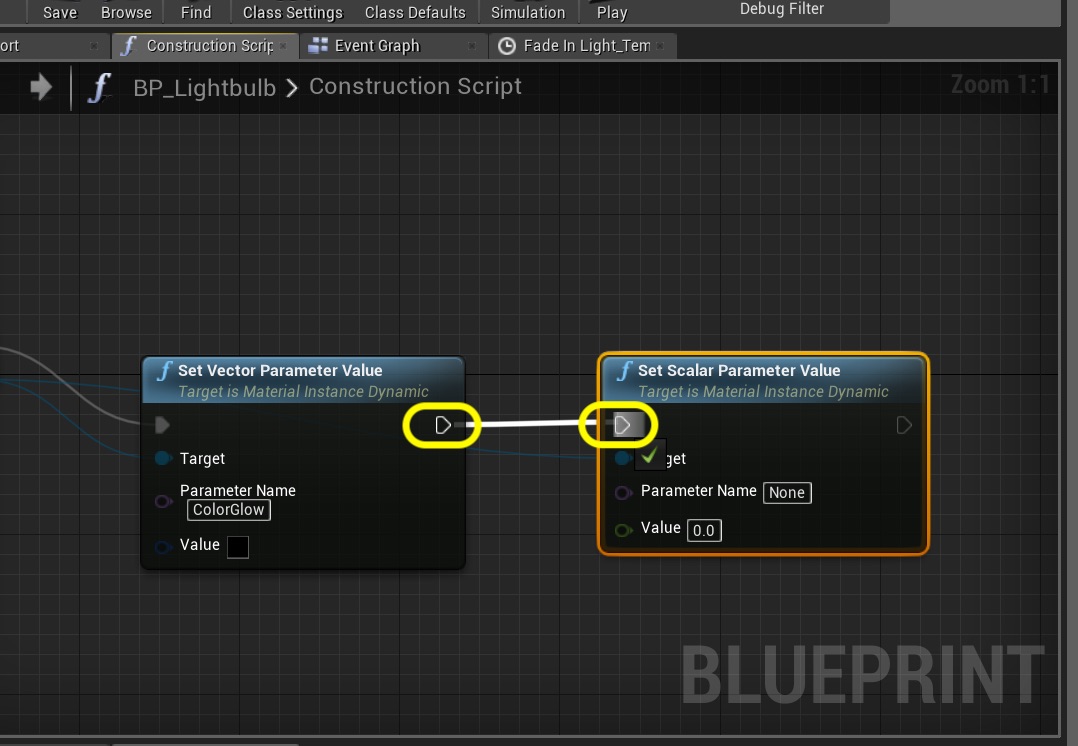 Save Browse Find Class Settings Class Defaults Simulation Play Debug Filter
ort Construction Scrip Event Graph Fade In Light_Tem
BP_Lightbulb > Construction Script Zoom 1:1
Set Vector Parameter Value
Target is Material Instance Dynamic
Target
Parameter Name
ColorGlow
Value
Set Scalar Parameter Value
Target is Material Instance Dynamic
get
Parameter Name None
Value 0.0
BLUEPRINT